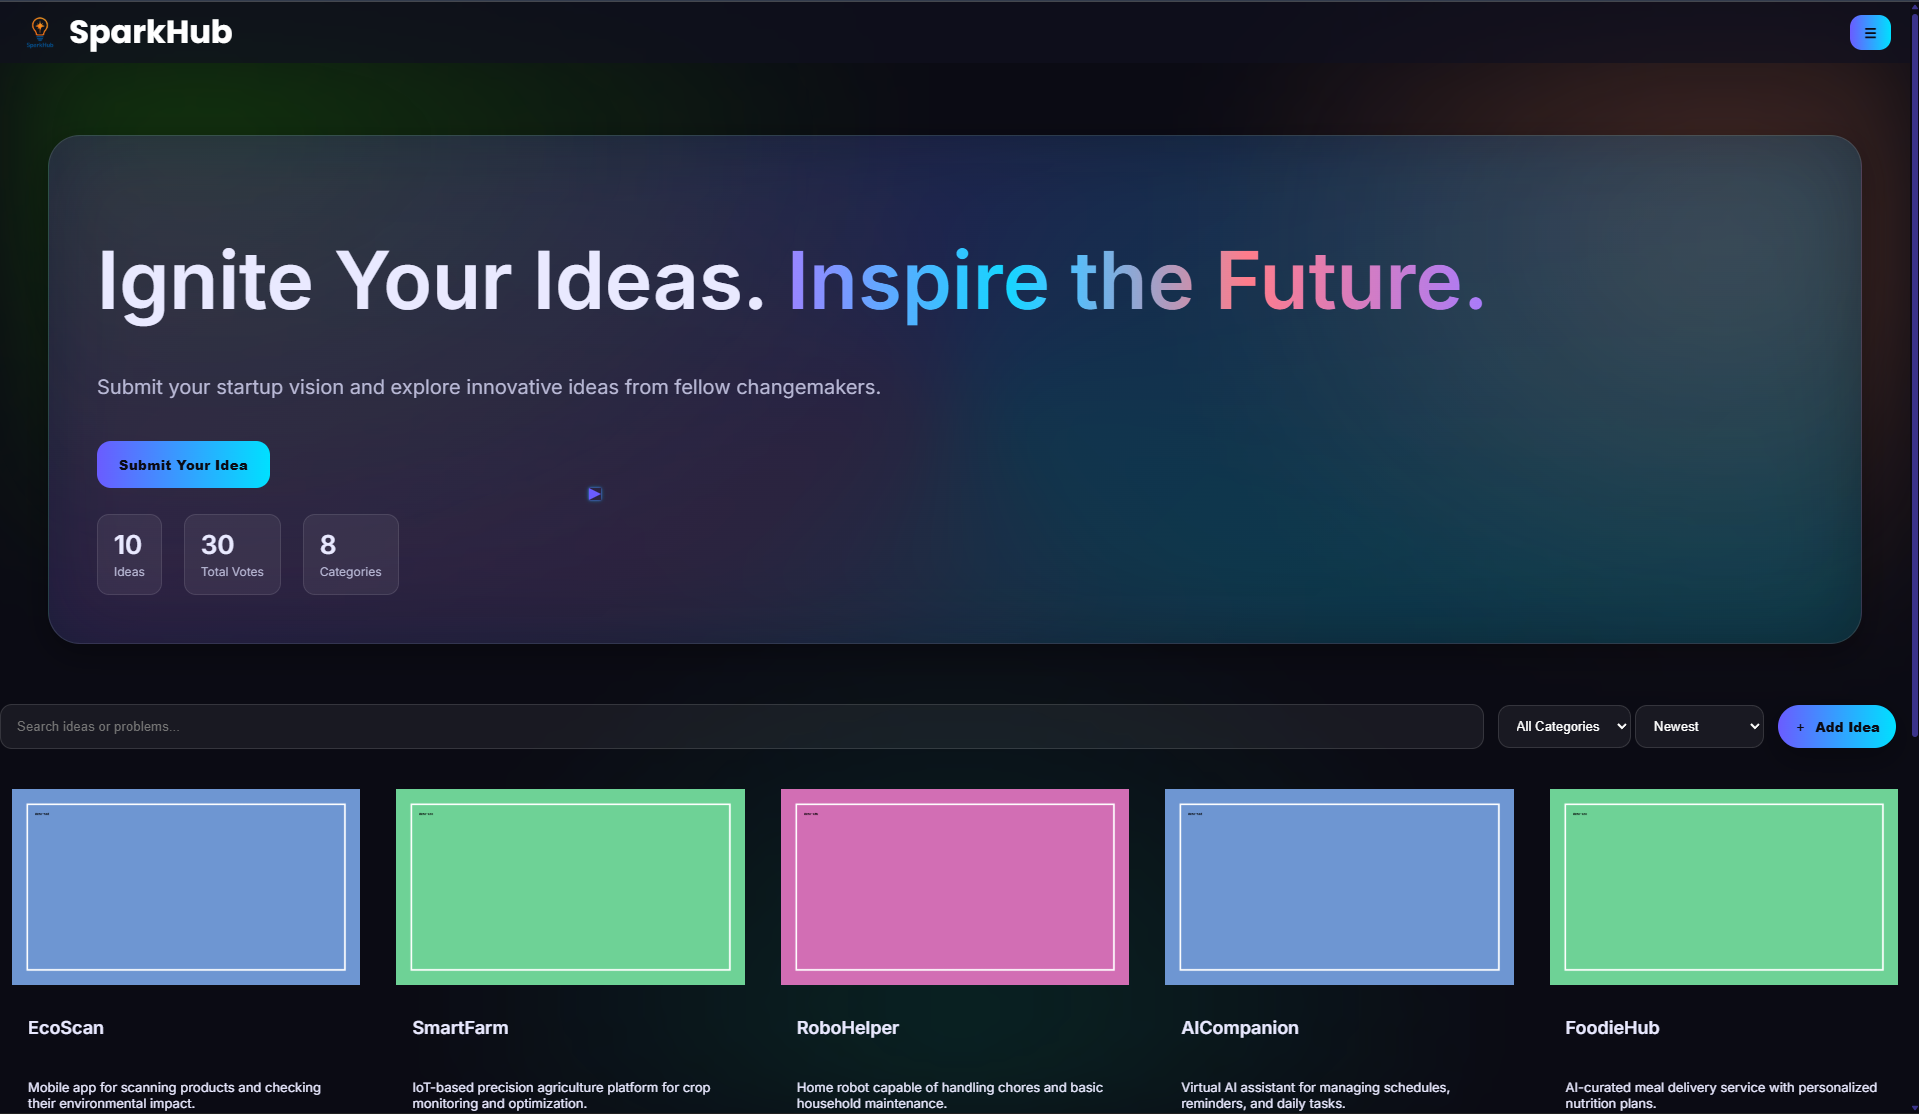 SparkHub
Ignite Your Ideas. Inspire the Future.
Submit your startup vision and explore innovative ideas from fellow changemakers.
Submit Your Idea
10
Ideas
30
Total Votes
8
Categories
Search ideas or problems...
All Categories
Newest
+ Add Idea
EcoScan
Mobile app for scanning products and checking
their environmental impact.
SmartFarm
IoT-based precision agriculture platform for crop
monitoring and optimization.
RoboHelper
Home robot capable of handling chores and basic
household maintenance.
AICompanion
Virtual AI assistant for managing schedules,
reminders, and daily tasks.
FoodieHub
AI-curated meal delivery service with personalized
nutrition plans.